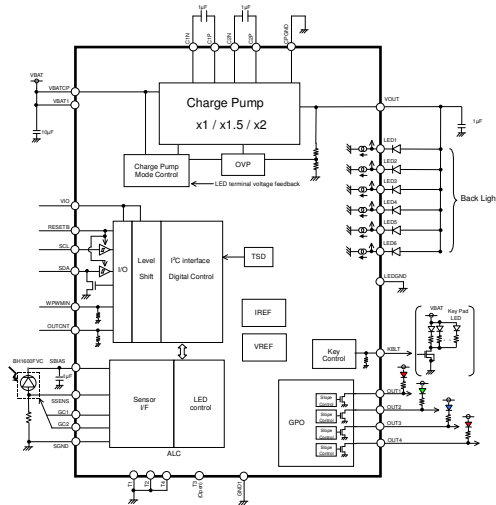 1μF
1μF
C1N
C1P
C2N
C2P
CPGND
VBAT
VBATCP
VBAT1
10μF
Charge Pump
x1 / x1.5 / x2
VOUT
1μF
Charge Pump
Mode Control
OVP
LED terminal voltage feedback
LED1
LED2
LED3
LED4
LED5
LED6
Back Ligh
LEDGND
VIO
RESETB
SCL
SDA
WPWMIN
OUTCNT
I/O
Level
Shift
I²C interface
Digital Control
TSD
IREF
VREF
Key
Control
KBLT
VBAT
Key Pad
LED
BH1600FVC
SBIAS
1μF
SSENS
GC1
GC2
SGND
Sensor
I/F
LED
control
ALC
GPO
Slope
Control
Slope
Control
Slope
Control
Slope
Control
OUT1
OUT2
OUT3
OUT4
T1
T2
T4
T3
(Open)
GND1